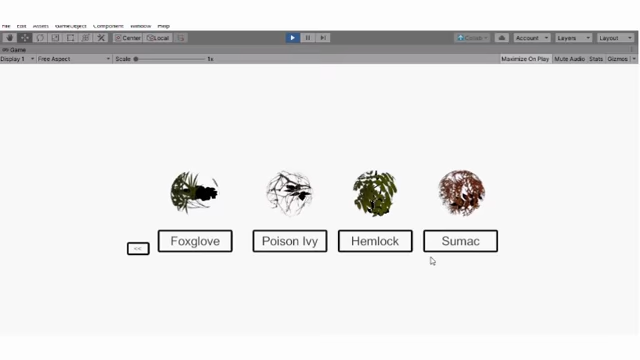 File Edit Assets GameObject Component Window Help
Center Local Collab Account Layers Layout
Game
Display 1 Free Aspect Scale 1x Maximize On Play Mute Audio Stats Gizmos
Foxglove Poison Ivy Hemlock Sumac
<<